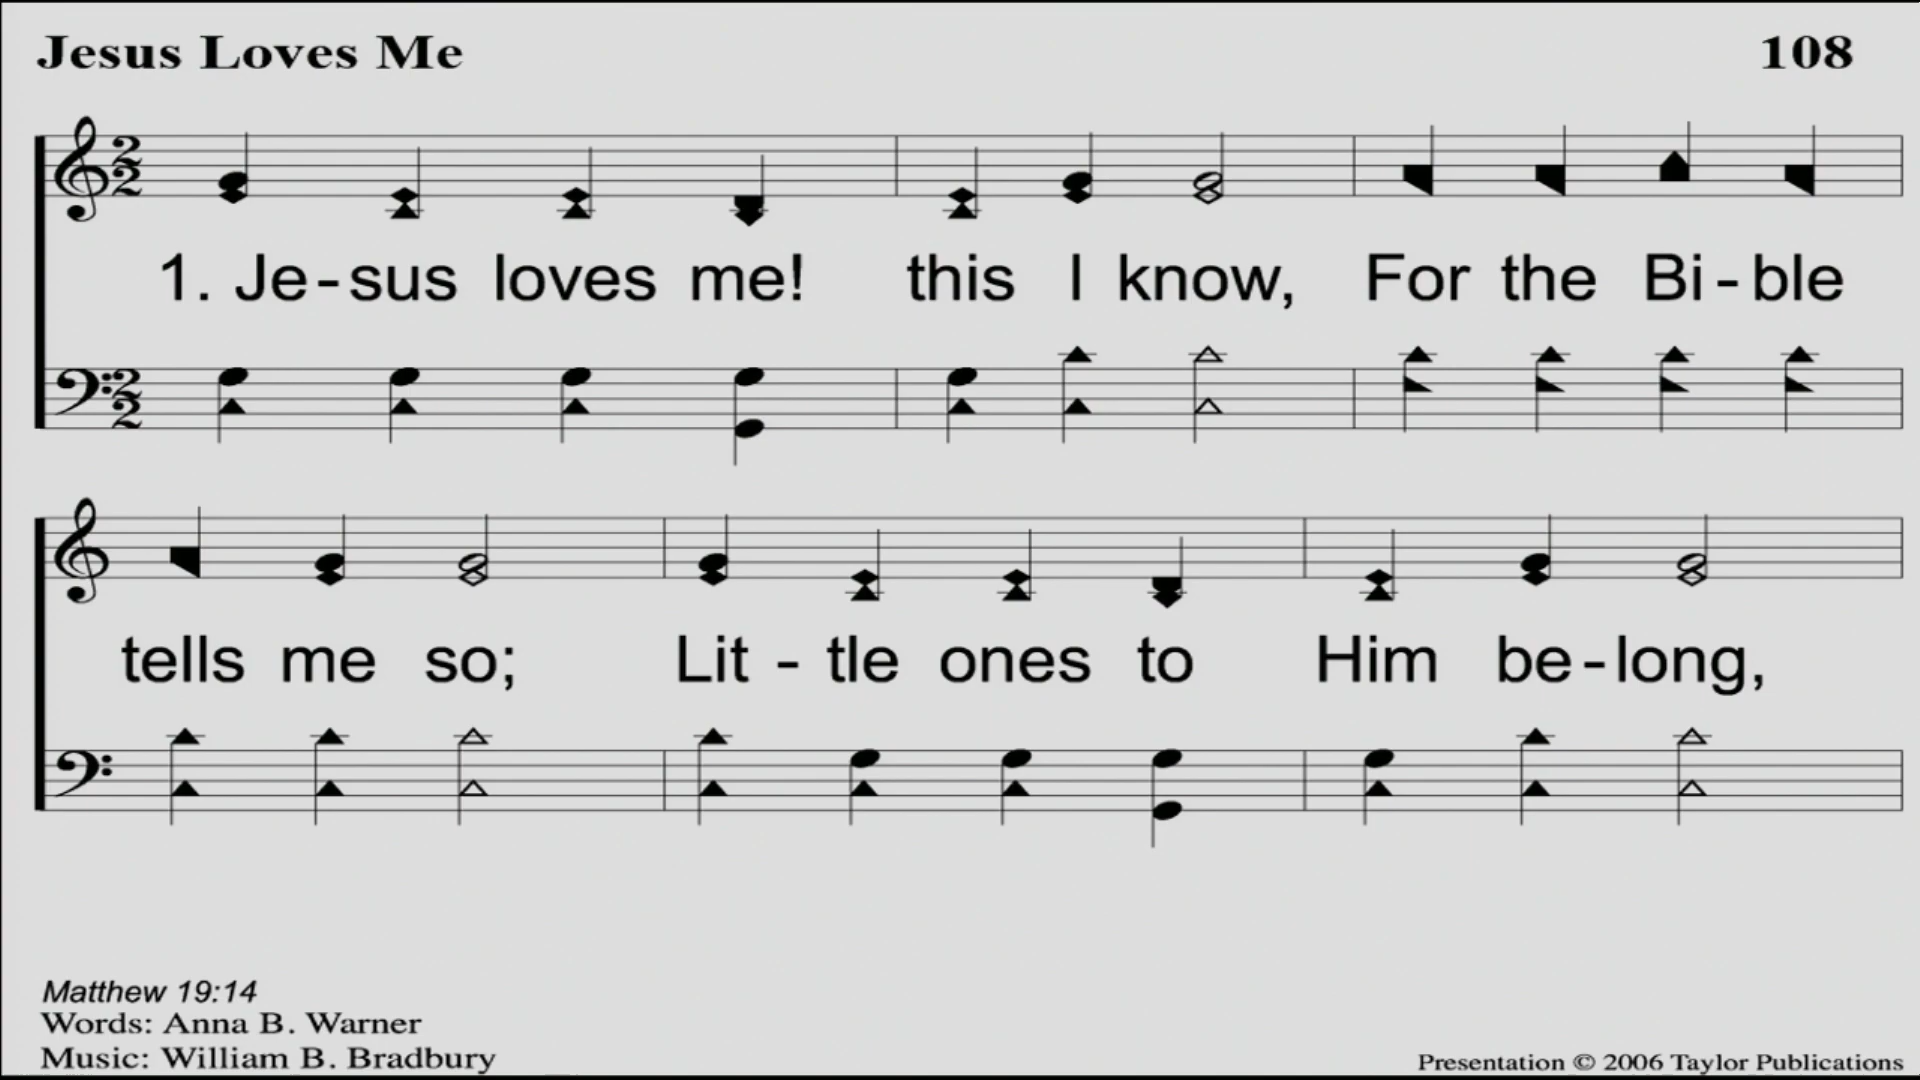 Jesus Loves Me 108
1. Je-sus loves me! this I know, For the Bi-ble
tells me so; Lit-tle ones to Him be-long,
Matthew 19:14
Words: Anna B. Warner
Music: William B. Bradbury
Presentation © 2006 Taylor Publications